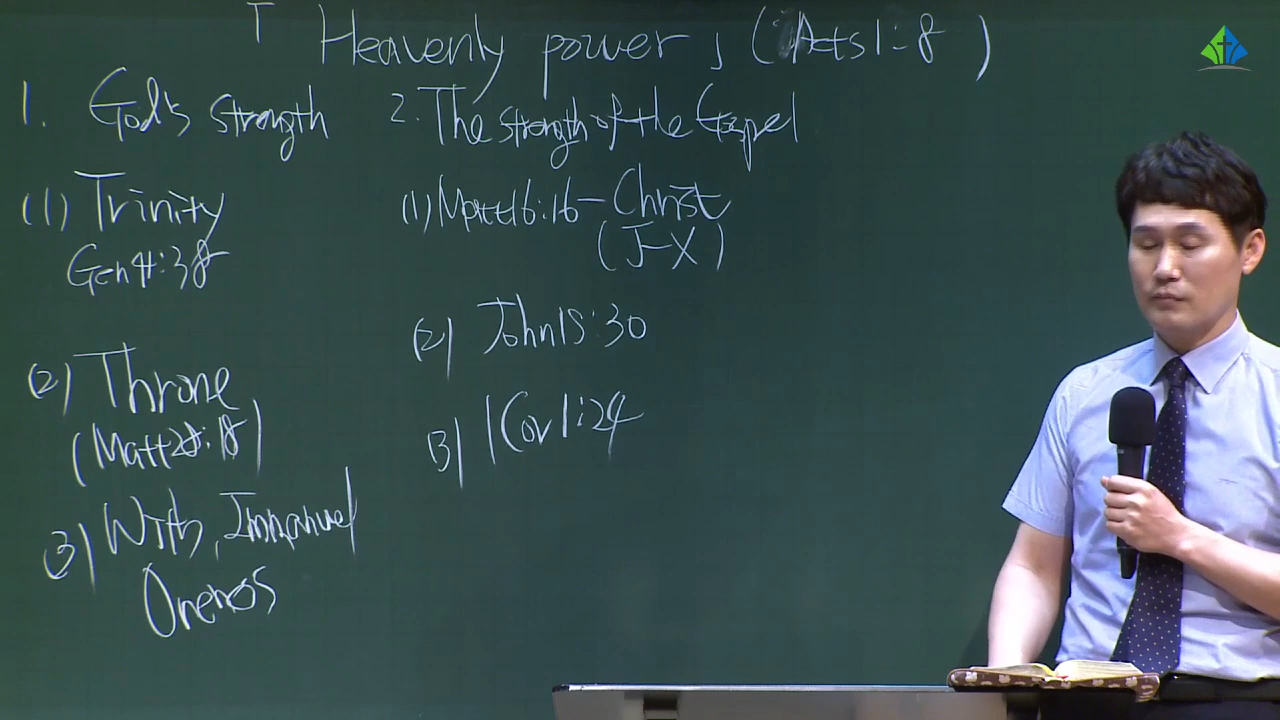 「Heavenly power」 (Acts 1:8)
1. God's strength
(1) Trinity
Gen 41:38
(2) Throne
(Matt 28:18)
(3) With, Immanuel
Oneness
2. The strength of the Gospel
(1) Matt 16:16 - Christ
(J-X)
(2) John 15:30
(3) 1 Cor 1:24